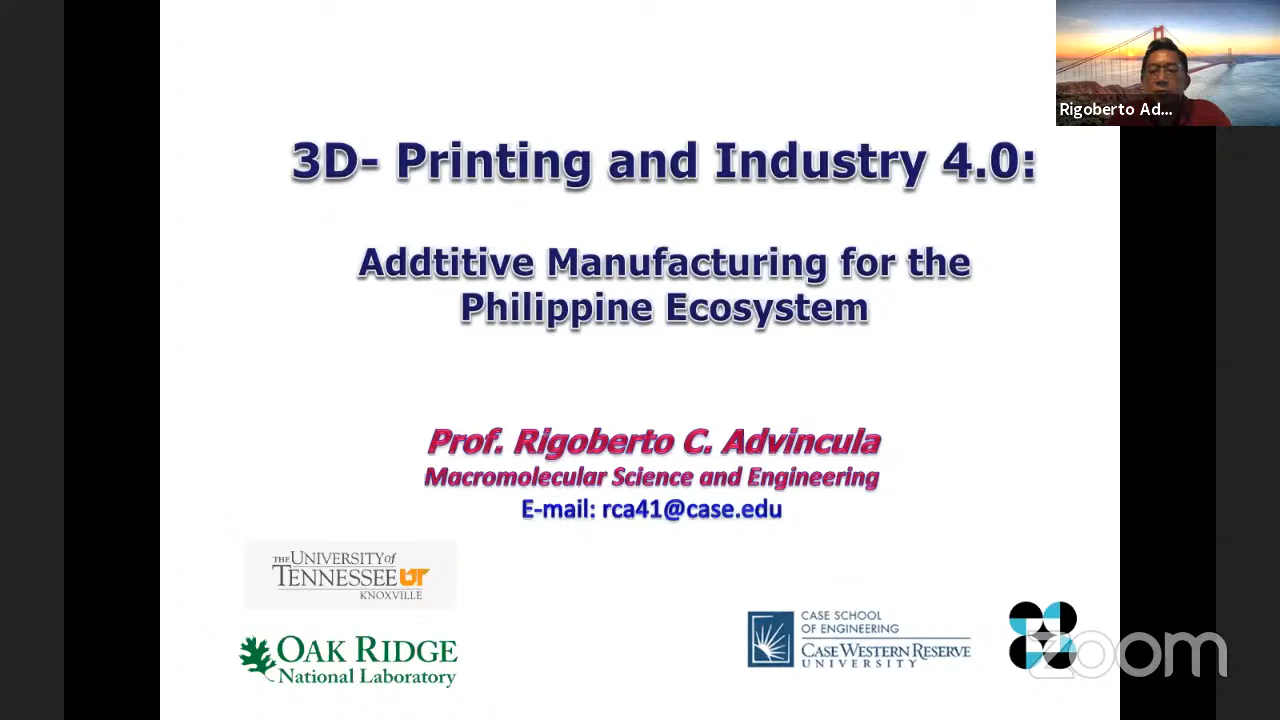 3D- Printing and Industry 4.0:
Addtitive Manufacturing for the
Philippine Ecosystem
Prof. Rigoberto C. Advincula
Macromolecular Science and Engineering
E-mail: rca41@case.edu
THE UNIVERSITY of
TENNESSEE UT
KNOXVILLE
OAK RIDGE
National Laboratory
CASE SCHOOL
OF ENGINEERING
CASE WESTERN RESERVE
UNIVERSITY
zoom
Rigoberto Ad...